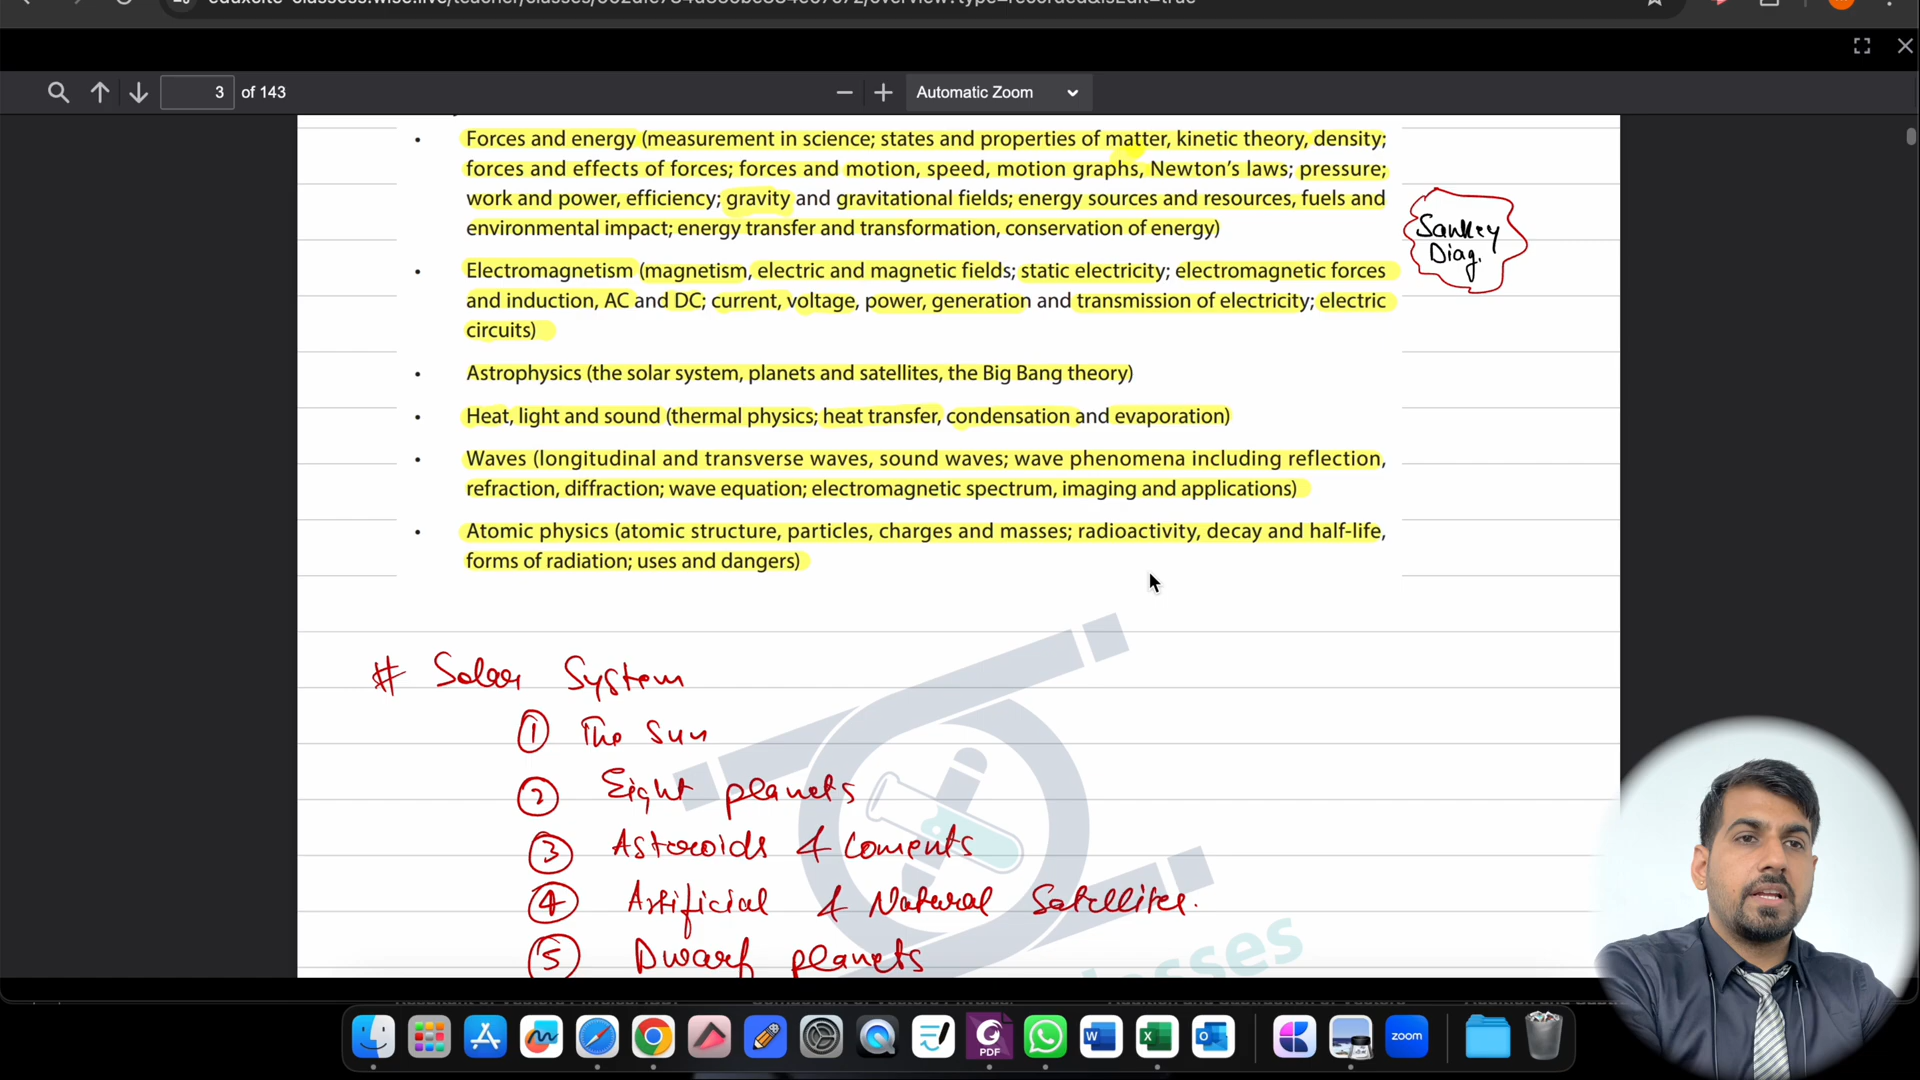 3 of 143
Automatic Zoom
• Forces and energy (measurement in science; states and properties of matter, kinetic theory, density;
forces and effects of forces; forces and motion, speed, motion graphs, Newton's laws; pressure;
work and power, efficiency; gravity and gravitational fields; energy sources and resources, fuels and
environmental impact; energy transfer and transformation, conservation of energy)
Sankey
Diag.
• Electromagnetism (magnetism, electric and magnetic fields; static electricity; electromagnetic forces
and induction, AC and DC; current, voltage, power, generation and transmission of electricity; electric
circuits)
• Astrophysics (the solar system, planets and satellites, the Big Bang theory)
• Heat, light and sound (thermal physics; heat transfer, condensation and evaporation)
• Waves (longitudinal and transverse waves, sound waves; wave phenomena including reflection,
refraction, diffraction; wave equation; electromagnetic spectrum, imaging and applications)
• Atomic physics (atomic structure, particles, charges and masses; radioactivity, decay and half-life,
forms of radiation; uses and dangers)
# Solar System
① The Sun
② Eight planets
③ Asteroids & Coments
④ Artificial & Natural Satellites.
⑤ Dwarf planets
lasses
PDF
zoom